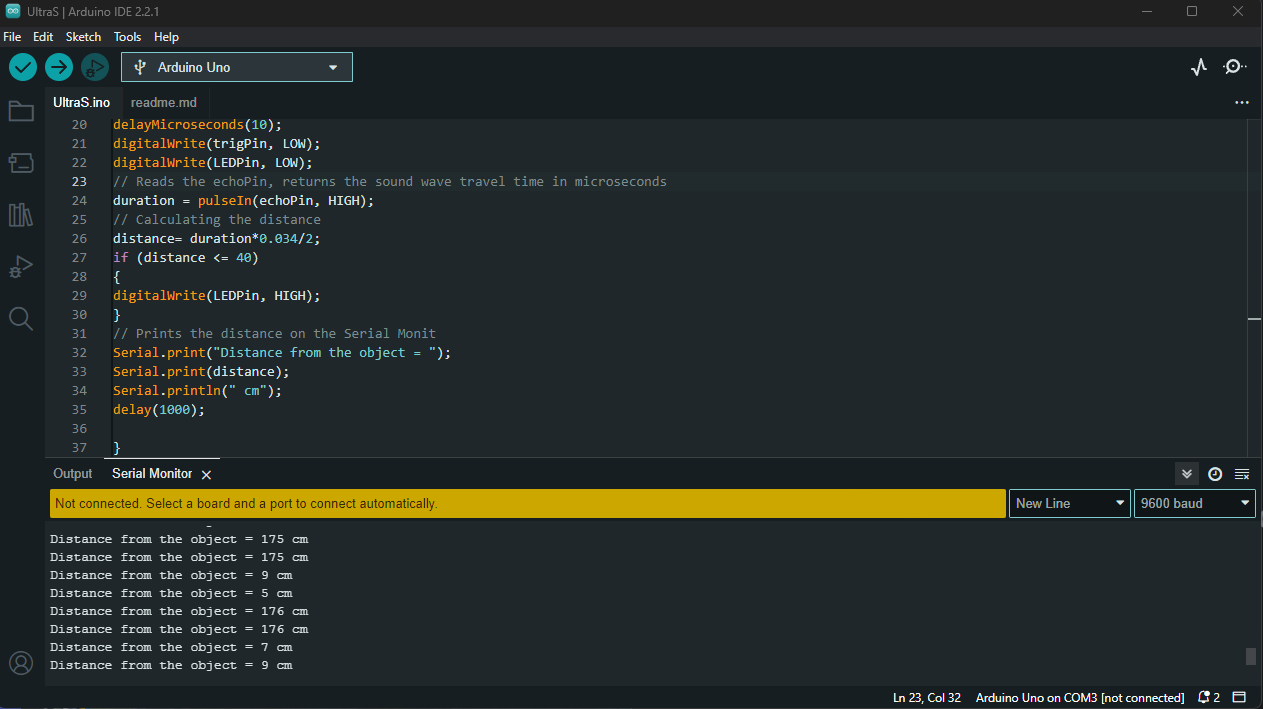 UltraS | Arduino IDE 2.2.1
File Edit Sketch Tools Help
Arduino Uno
UltraS.ino readme.md
20 delayMicroseconds(10);
21 digitalWrite(trigPin, LOW);
22 digitalWrite(LEDPin, LOW);
23 // Reads the echoPin, returns the sound wave travel time in microseconds
24 duration = pulseIn(echoPin, HIGH);
25 // Calculating the distance
26 distance= duration*0.034/2;
27 if (distance <= 40)
28 {
29 digitalWrite(LEDPin, HIGH);
30 }
31 // Prints the distance on the Serial Monit
32 Serial.print("Distance from the object = ");
33 Serial.print(distance);
34 Serial.println(" cm");
35 delay(1000);
36
37 }
Output Serial Monitor
Not connected. Select a board and a port to connect automatically. New Line 9600 baud
Distance from the object = 175 cm
Distance from the object = 175 cm
Distance from the object = 9 cm
Distance from the object = 5 cm
Distance from the object = 176 cm
Distance from the object = 176 cm
Distance from the object = 7 cm
Distance from the object = 9 cm
Ln 23, Col 32 Arduino Uno on COM3 [not connected] 2